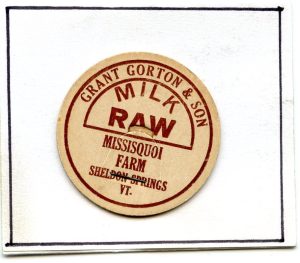 GRANT GORTON & SON
MILK
RAW
MISSISQUOI
FARM
SHELDON SPRINGS
VT.